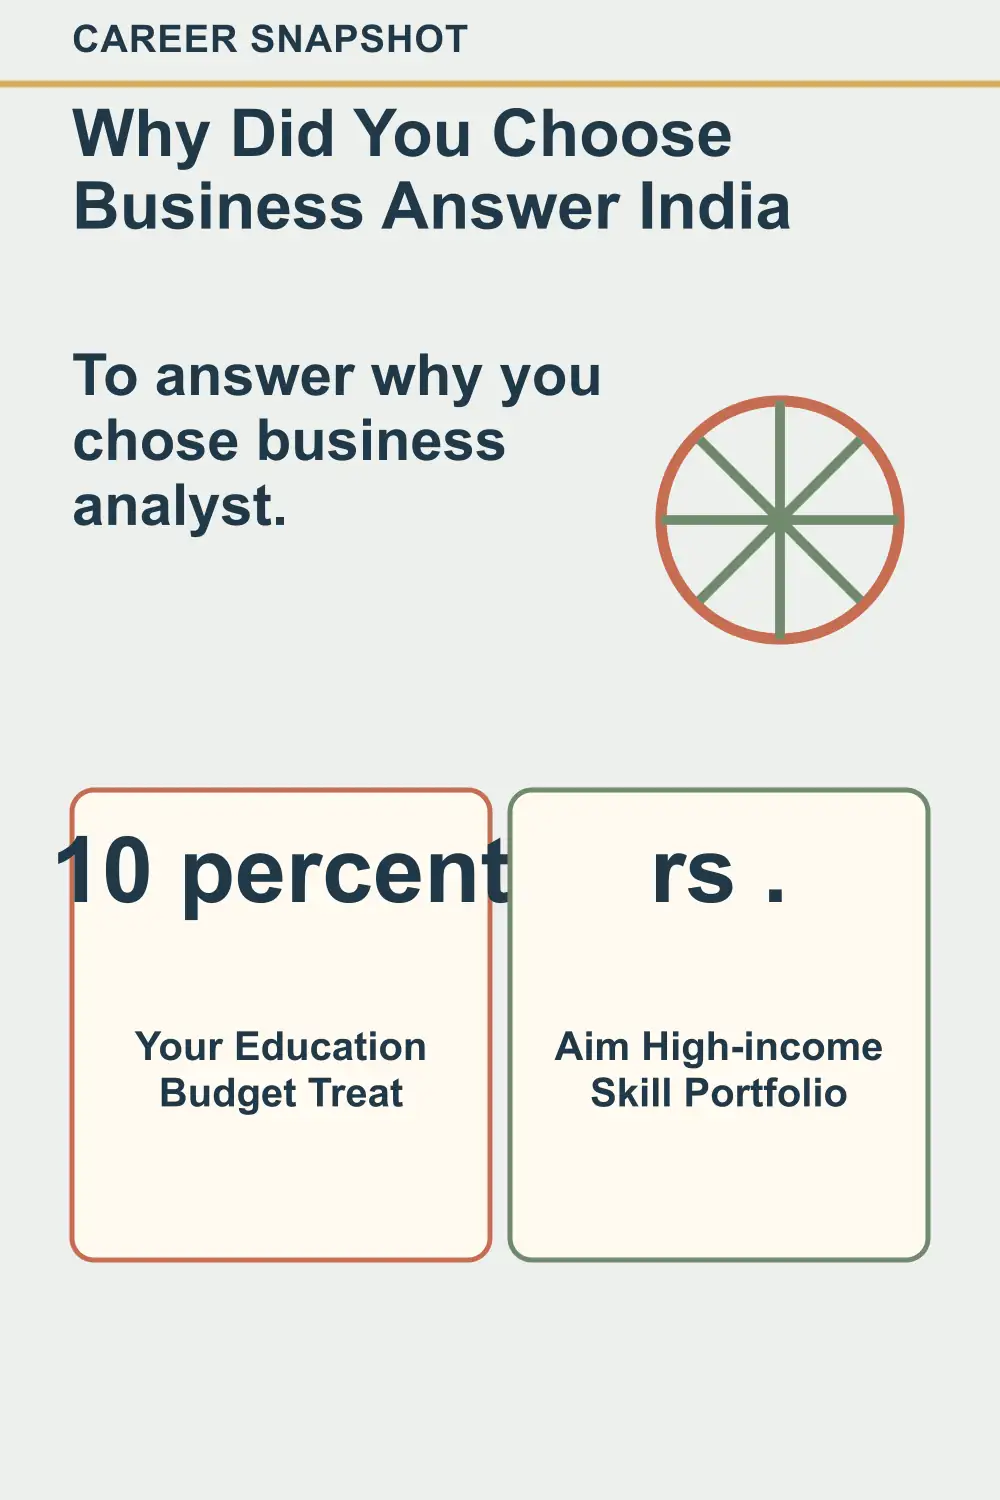 CAREER SNAPSHOT
Why Did You Choose
Business Answer India
To answer why you
chose business
analyst.
10 percent
rs .
Your Education
Budget Treat
Aim High-income
Skill Portfolio